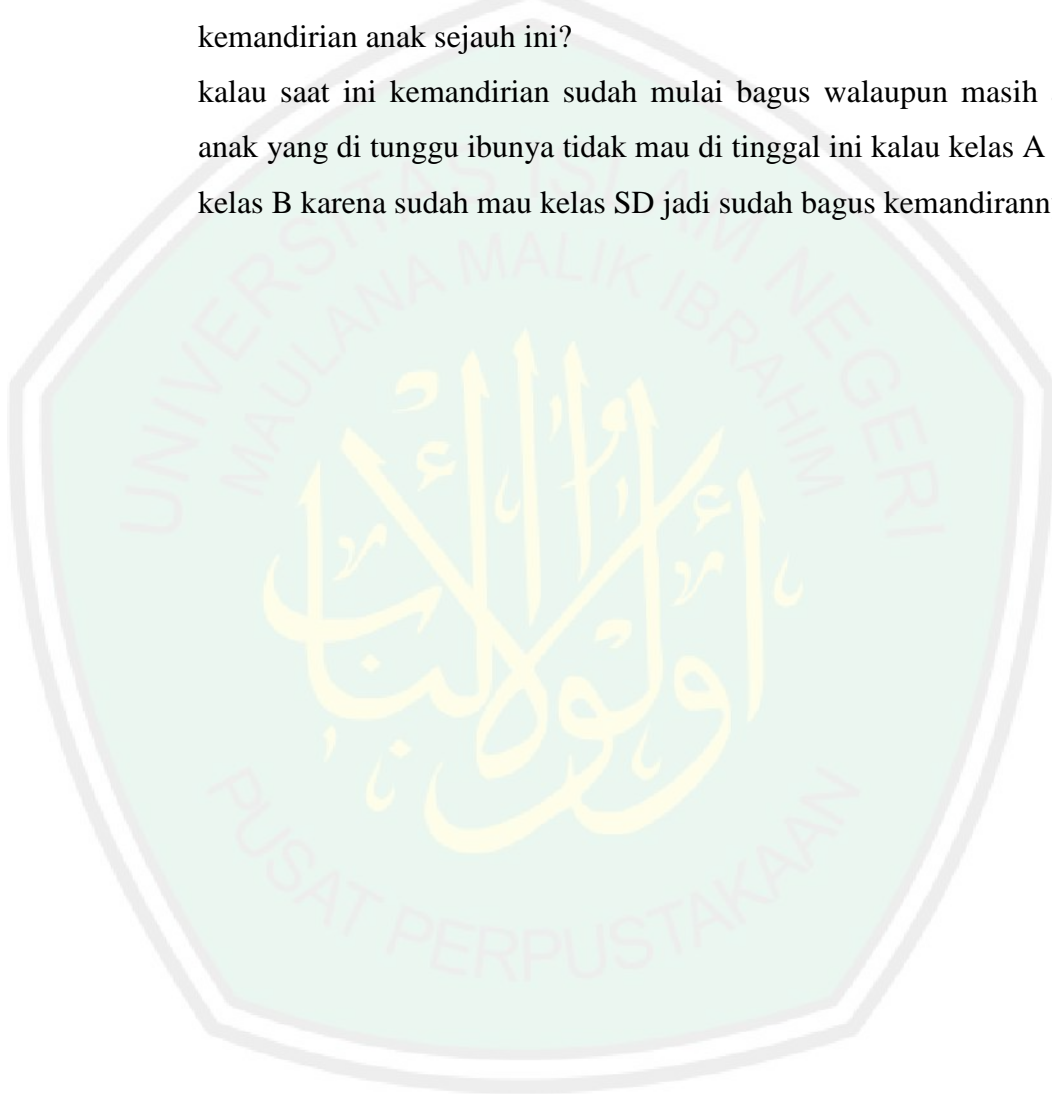 kemandirian anak sejauh ini?
kalau saat ini kemandirian sudah mulai bagus walaupun masih
anak yang di tunggu ibunya tidak mau di tinggal ini kalau kelas A
kelas B karena sudah mau kelas SD jadi sudah bagus kemandirann
UNIVERSITAS ISLAM NEGERI
MAULANA MALIK IBRAHIM
أولوا الألباب
PUSAT PERPUSTAKAAN